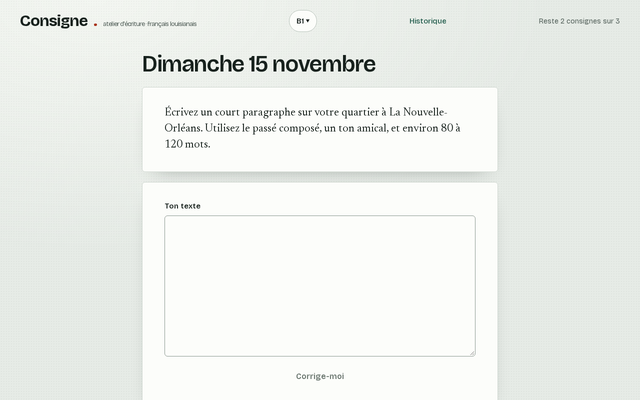 Consigne . atelier d'écriture · français louisianais
B1 ▾
Historique
Reste 2 consignes sur 3
Dimanche 15 novembre
Écrivez un court paragraphe sur votre quartier à La Nouvelle-
Orléans. Utilisez le passé composé, un ton amical, et environ 80 à
120 mots.
Ton texte
Corrige-moi